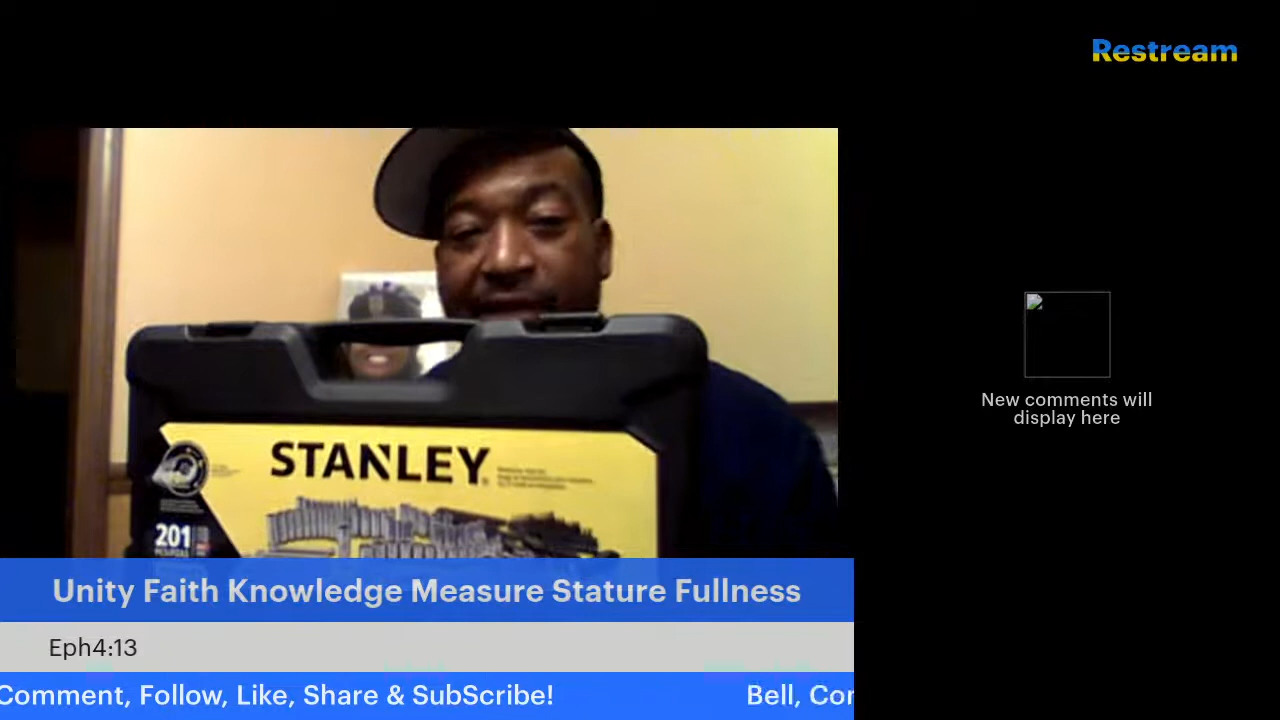 Restream
New comments will
display here
STANLEY
201
Unity Faith Knowledge Measure Stature Fullness
Eph4:13
Comment, Follow, Like, Share & SubScribe!
Bell, Cor